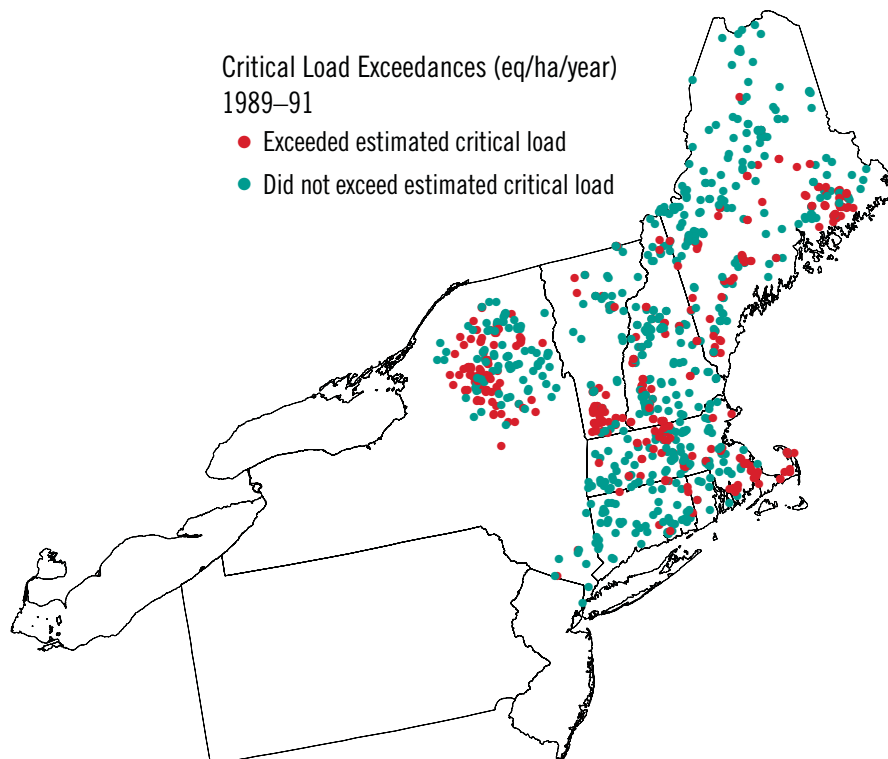 Critical Load Exceedances (eq/ha/year)
1989–91
Exceeded estimated critical load
Did not exceed estimated critical load